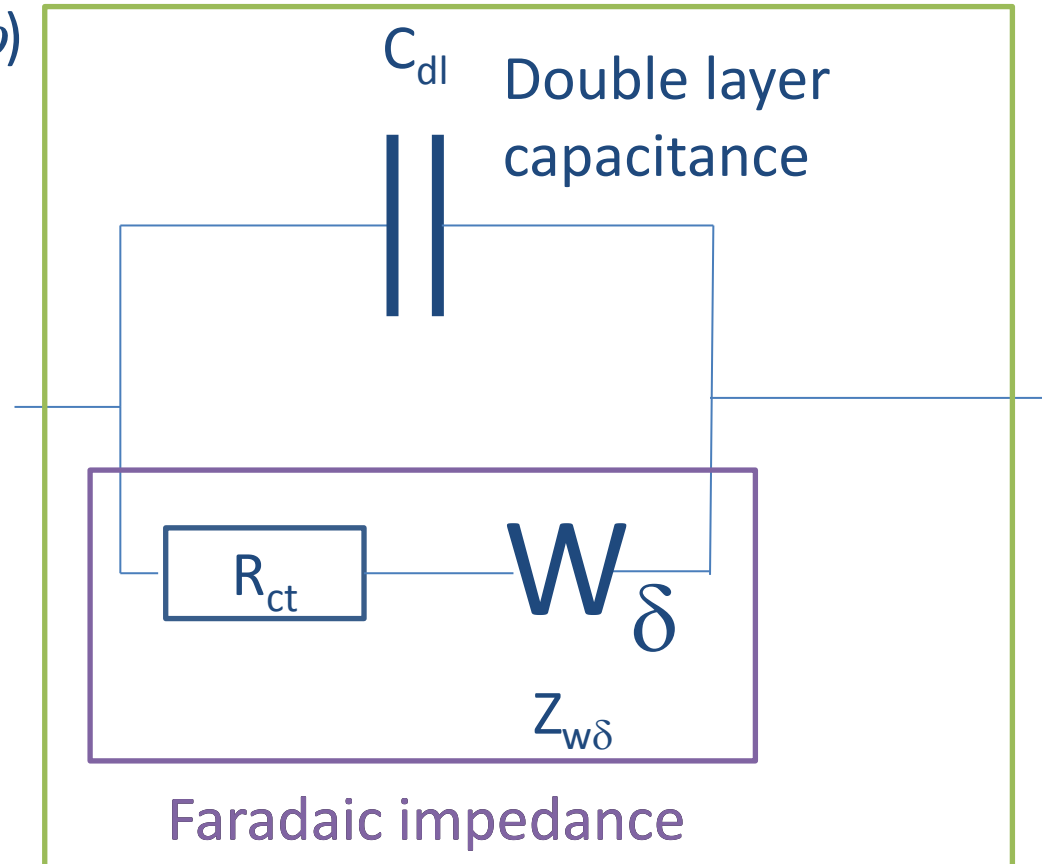 )
C_dl
Double layer
capacitance
R_ct
W_δ
Z_wδ
Faradaic impedance